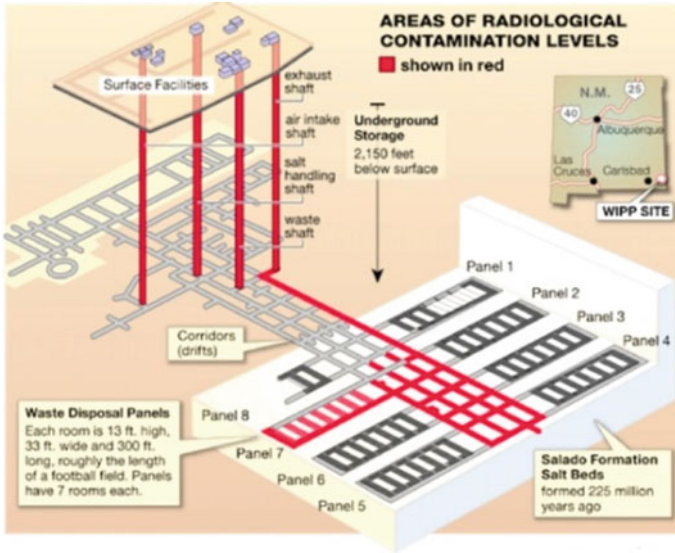 AREAS OF RADIOLOGICAL
CONTAMINATION LEVELS
shown in red
Surface Facilities
exhaust
shaft
air intake
shaft
salt
handling
shaft
waste
shaft
Underground
Storage
2,150 feet
below surface
N.M.
25
40
Albuquerque
Las
Cruces
Carlsbad
WIPP SITE
Panel 1
Panel 2
Panel 3
Panel 4
Corridors
(drifts)
Panel 8
Panel 7
Panel 6
Panel 5
Waste Disposal Panels
Each room is 13 ft. high,
33 ft. wide and 300 ft.
long, roughly the length
of a football field. Panels
have 7 rooms each.
Salado Formation
Salt Beds
formed 225 million
years ago